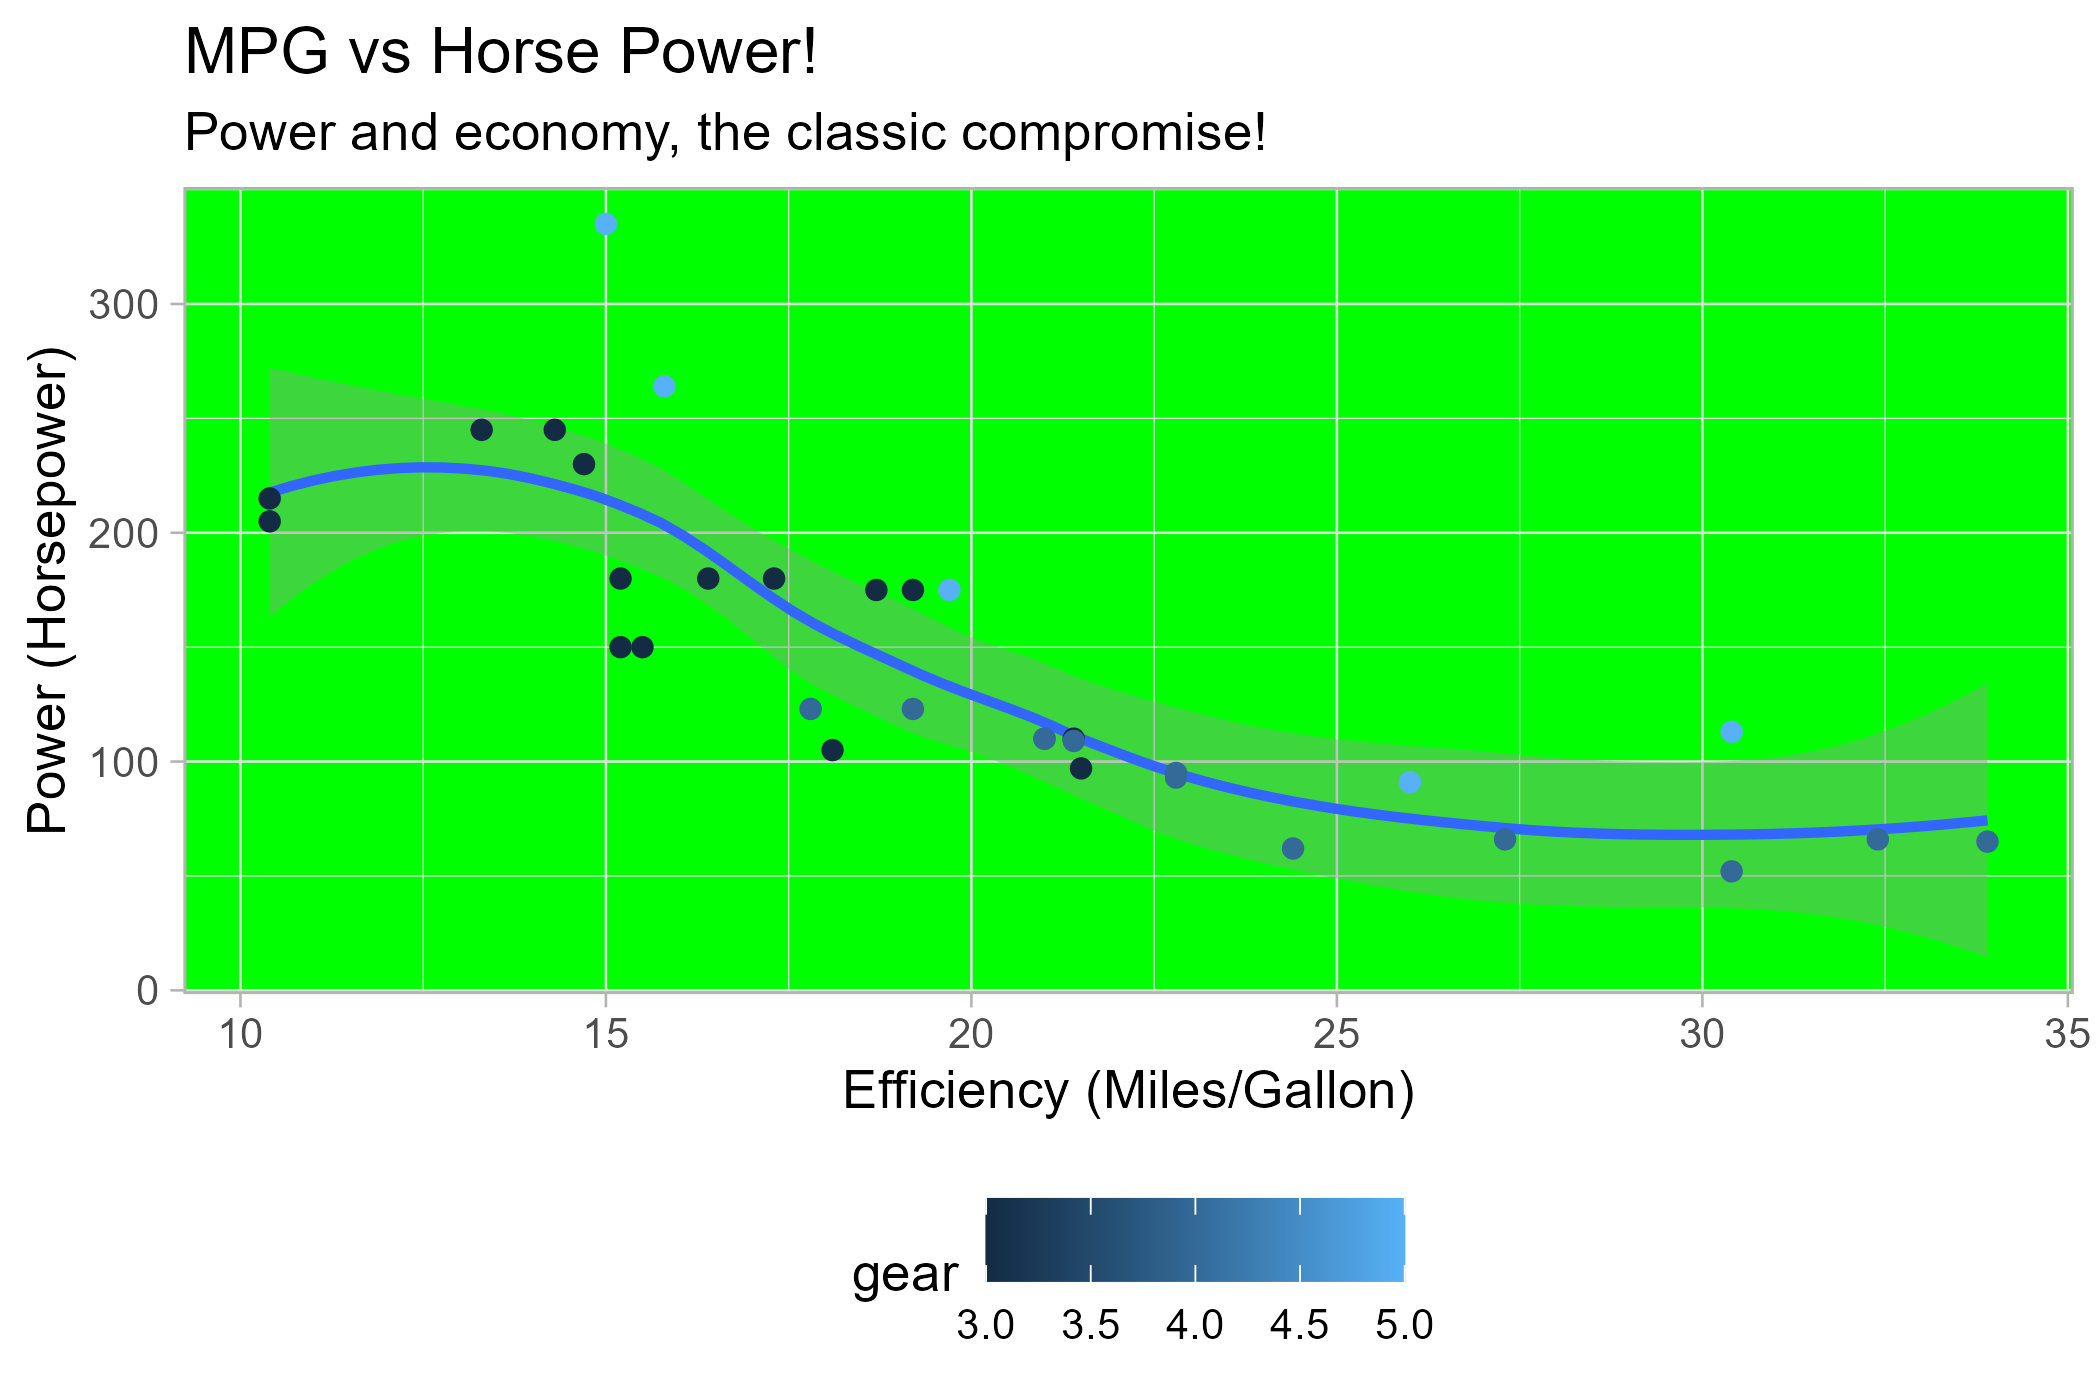 MPG vs Horse Power!
Power and economy, the classic compromise!
Power (Horsepower)
300
200
100
0
10 15 20 25 30 35
Efficiency (Miles/Gallon)
gear
3.0 3.5 4.0 4.5 5.0